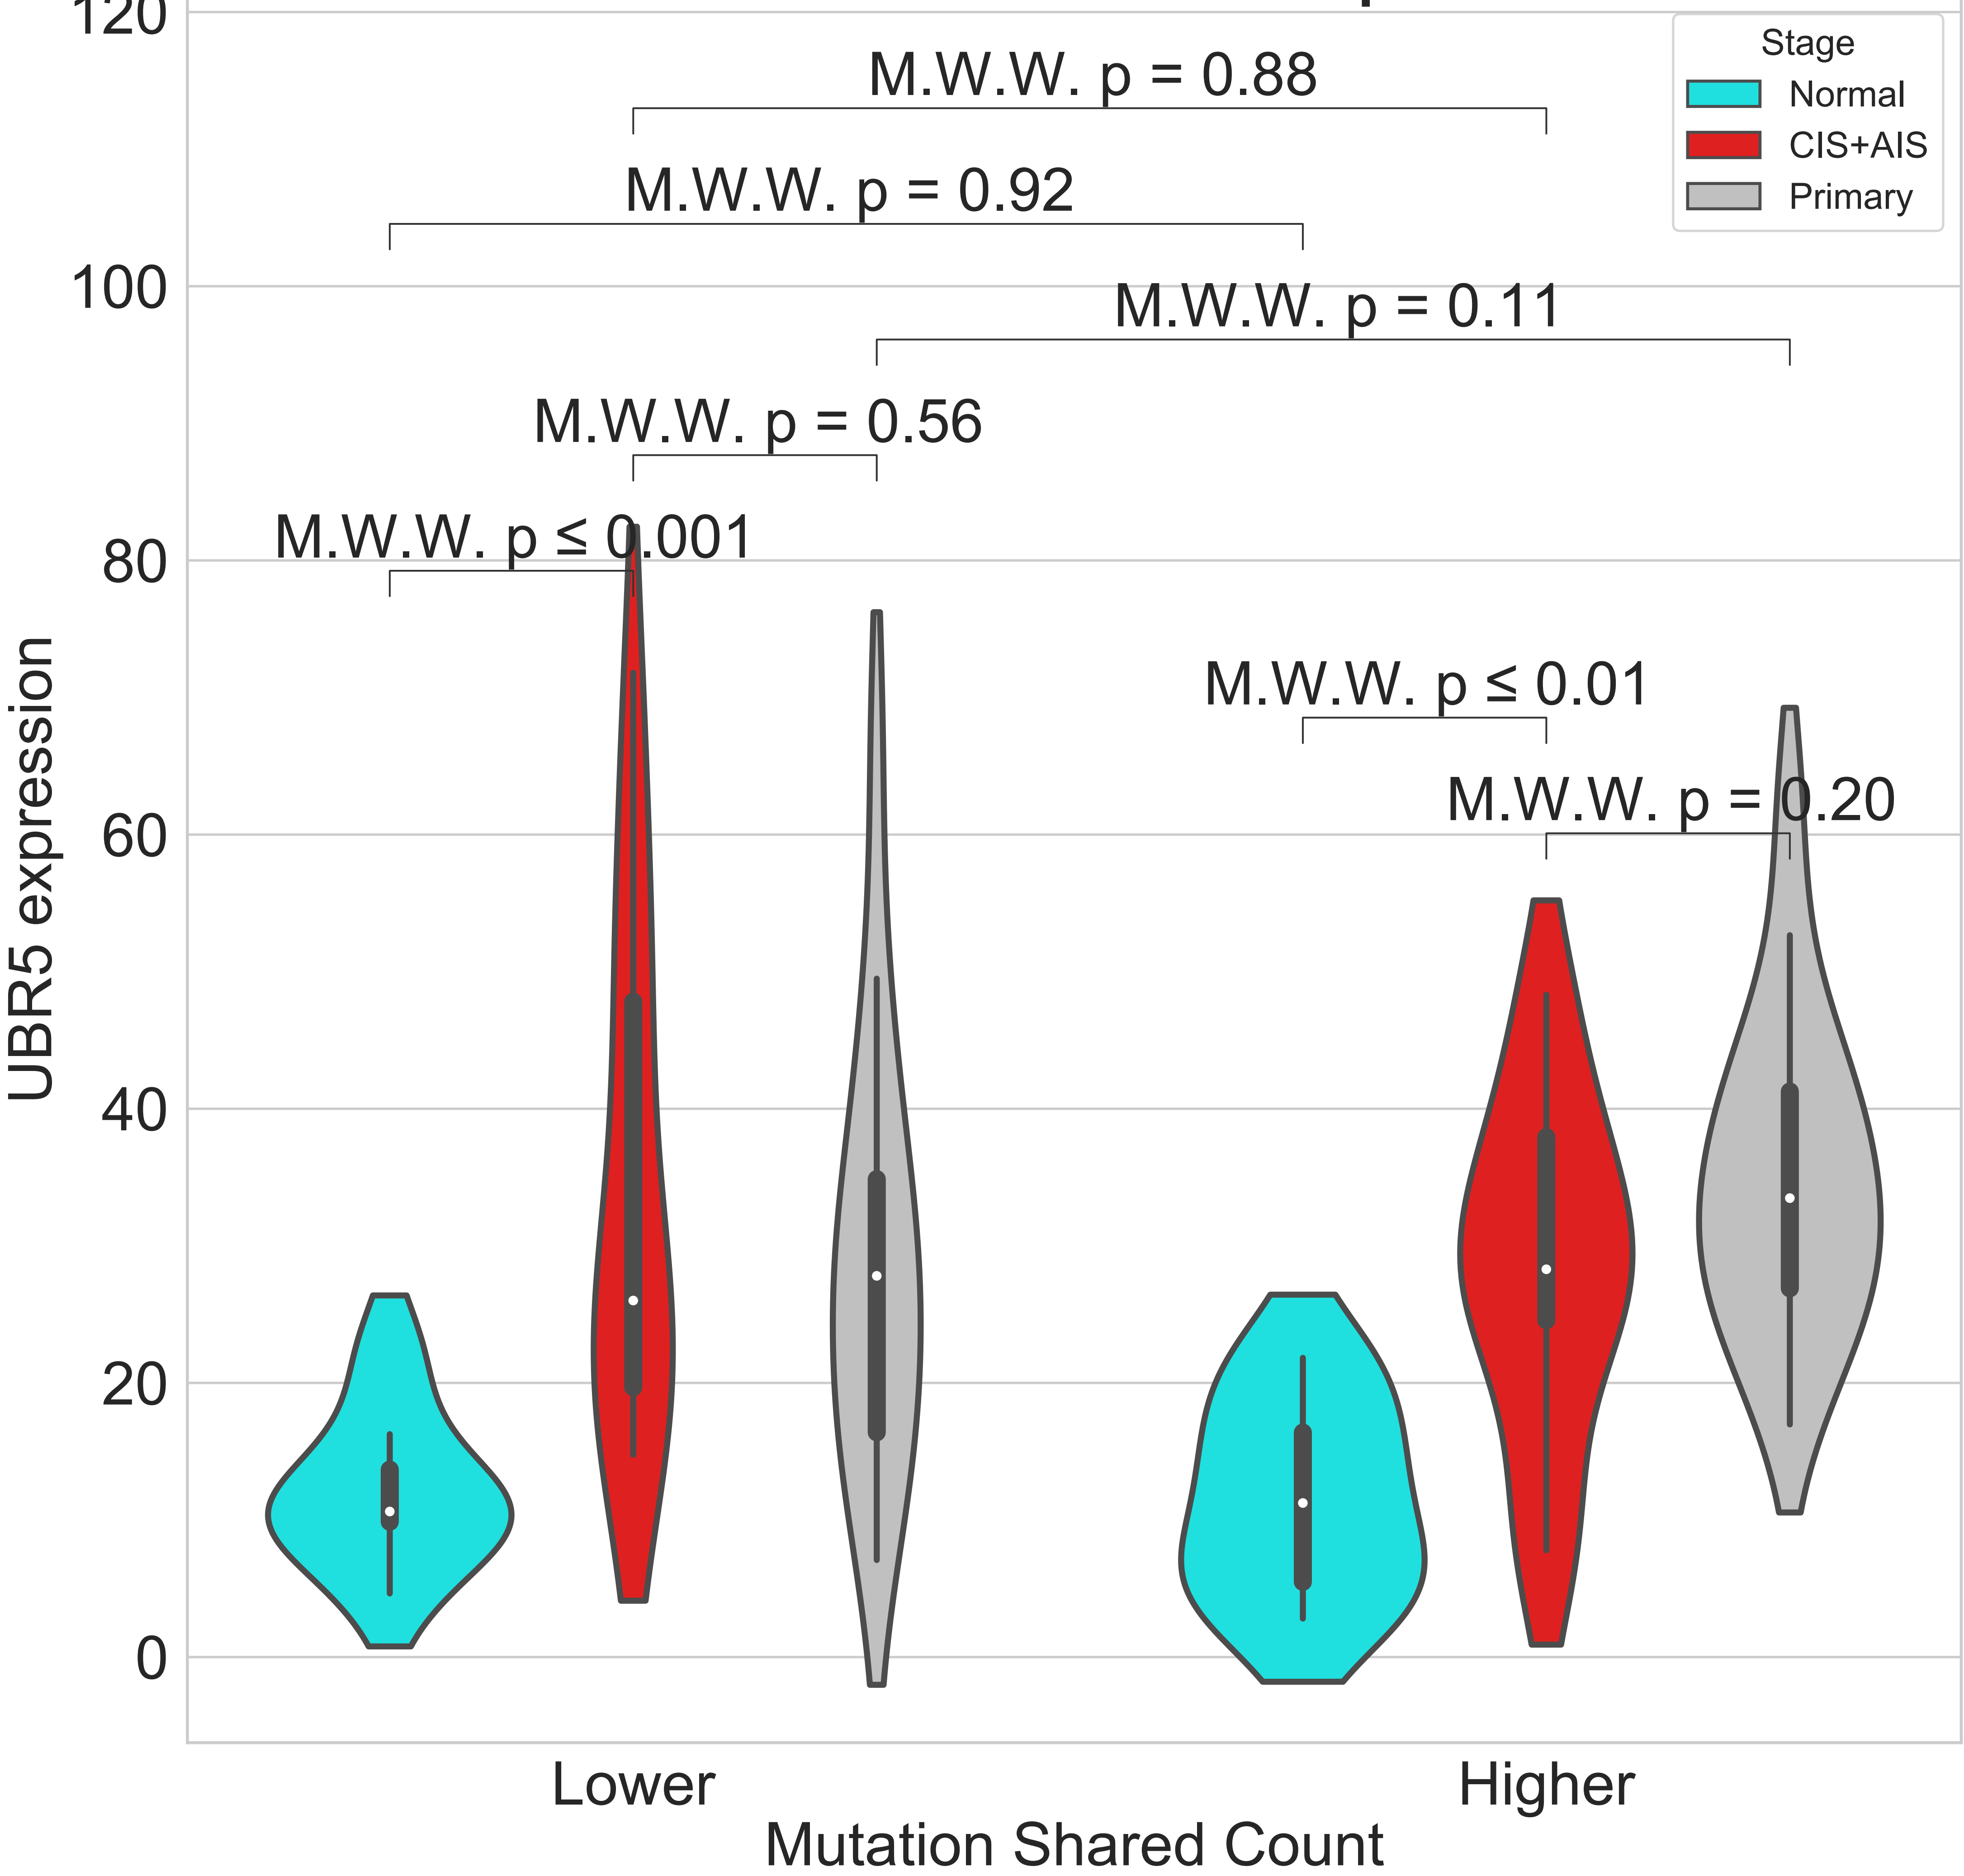 120
M.W.W. p = 0.88
Stage
Normal
CIS+AIS
Primary
M.W.W. p = 0.92
100
M.W.W. p = 0.11
M.W.W. p = 0.56
M.W.W. p ≤ 0.001
80
M.W.W. p ≤ 0.01
M.W.W. p = 0.20
60
UBR5 expression
40
20
0
Lower
Higher
Mutation Shared Count